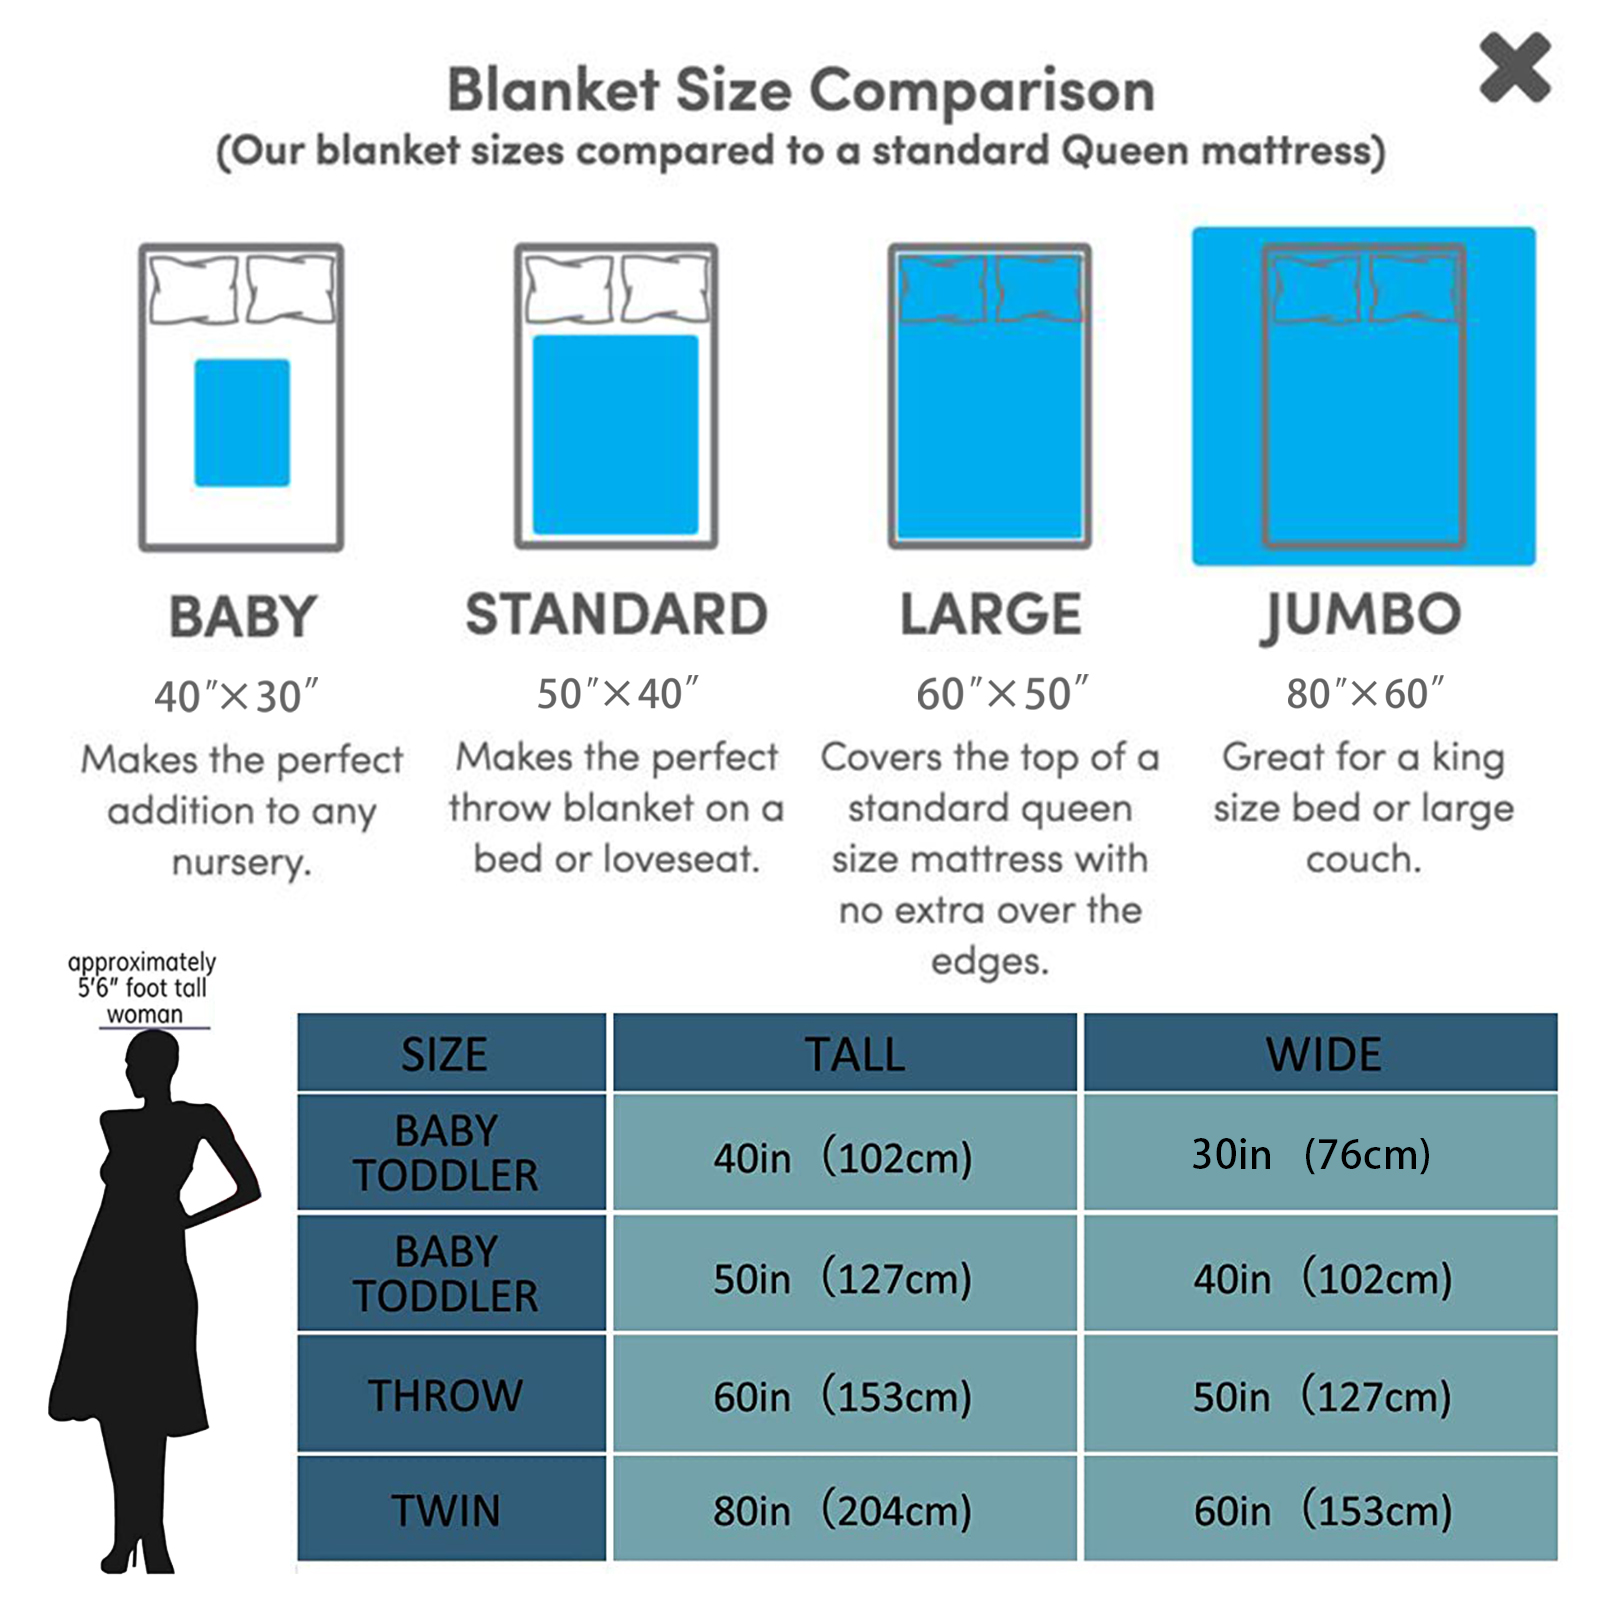 Blanket Size Comparison
(Our blanket sizes compared to a standard Queen mattress)
BABY
40″×30″
Makes the perfect
addition to any
nursery.
STANDARD
50″×40″
Makes the perfect
throw blanket on a
bed or loveseat.
LARGE
60″×50″
Covers the top of a
standard queen
size mattress with
no extra over the
edges.
JUMBO
80″×60″
Great for a king
size bed or large
couch.
approximately
5'6" foot tall
woman
SIZE TALL WIDE
BABY
TODDLER
40in (102cm) 30in (76cm)
BABY
TODDLER
50in (127cm) 40in (102cm)
THROW 60in (153cm) 50in (127cm)
TWIN 80in (204cm) 60in (153cm)